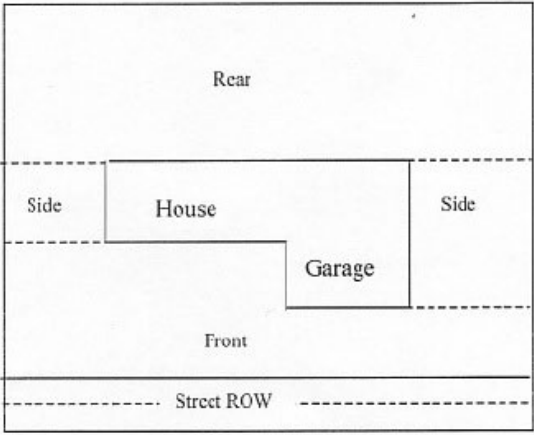 Rear
Side
House
Side
Garage
Front
Street ROW